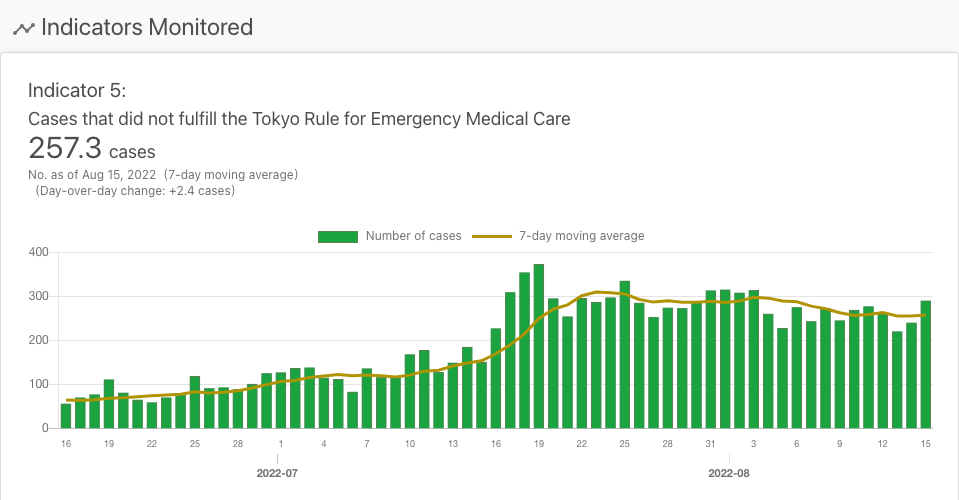 Indicators Monitored
Indicator 5:
Cases that did not fulfill the Tokyo Rule for Emergency Medical Care
257.3 cases
No. as of Aug 15, 2022 (7-day moving average)
(Day-over-day change: +2.4 cases)
Number of cases 7-day moving average
400
300
200
100
0
16 19 22 25 28 1 4 7 10 13 16 19 22 25 28 31 3 6 9 12 15
2022-07 2022-08